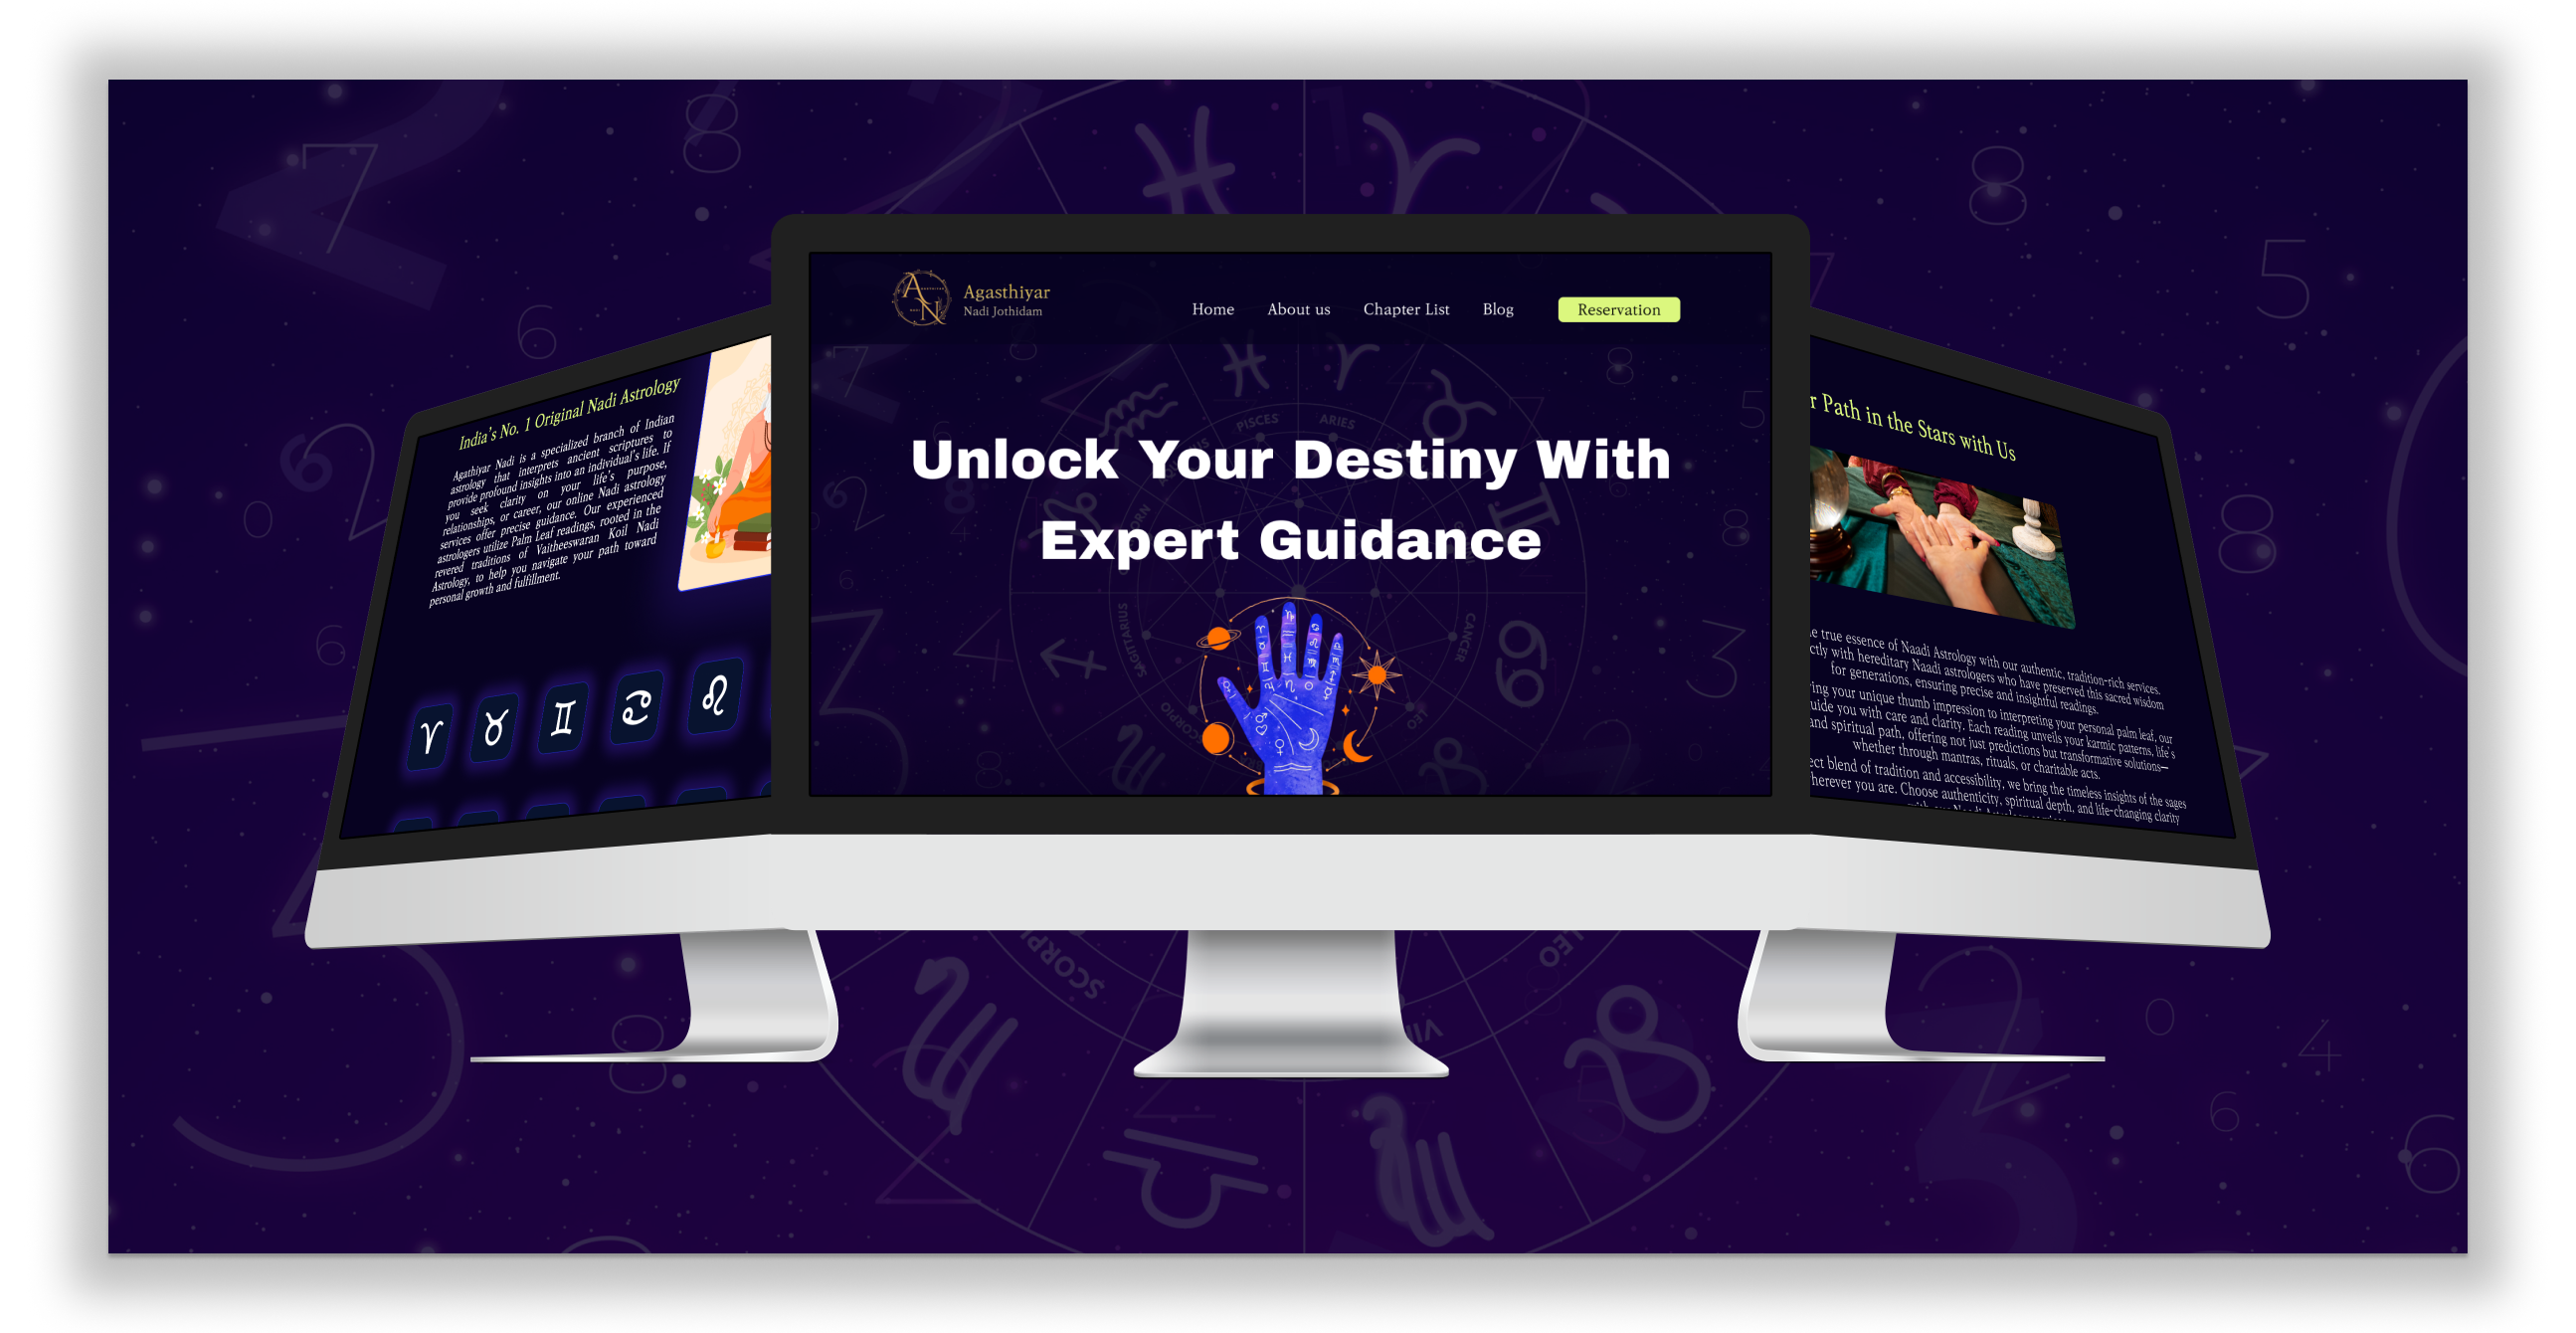 Agasthiyar
Nadi Jothidam
Home About us Chapter List Blog Reservation
Unlock Your Destiny With
Expert Guidance
PISCES
ARIES
CANCER
LEO
SCORPIO
SAGITTARIUS
India's No. 1 Original Nadi Astrology
Agathiyar Nadi is a specialized branch of Indian
astrology that interprets ancient scriptures to
provide profound insights into an individual's life. If
you seek clarity on your life's purpose,
relationships, or career, our online Nadi astrology
services offer precise guidance. Our experienced
astrologers utilize Palm Leaf readings, rooted in the
revered traditions of Vaitheeswaran Koil Nadi
Astrology, to help you navigate your path toward
personal growth and fulfillment.
Path in the Stars with Us
true essence of Naadi Astrology with our authentic, tradition-rich services.
with hereditary Naadi astrologers who have preserved this sacred wisdom
for generations, ensuring precise and insightful readings.
your unique thumb impression to interpreting your personal palm leaf, our
you with care and clarity. Each reading unveils your karmic patterns, life's
and spiritual path, offering not just predictions but transformative solutions—
whether through mantras, rituals, or charitable acts.
blend of tradition and accessibility, we bring the timeless insights of the sages
wherever you are. Choose authenticity, spiritual depth, and life-changing clarity
SCORPI
LEO